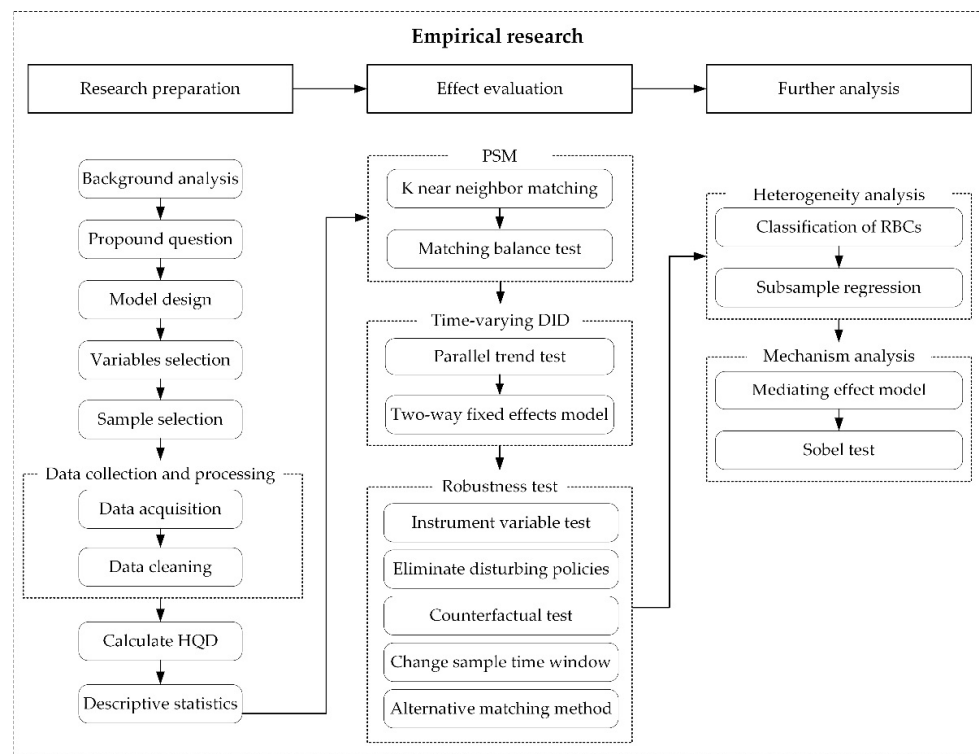 Empirical research
Research preparation
Effect evaluation
Further analysis
Background analysis
Propound question
Model design
Variables selection
Sample selection
Data collection and processing
Data acquisition
Data cleaning
Calculate HQD
Descriptive statistics
PSM
K near neighbor matching
Matching balance test
Time-varying DID
Parallel trend test
Two-way fixed effects model
Robustness test
Instrument variable test
Eliminate disturbing policies
Counterfactual test
Change sample time window
Alternative matching method
Heterogeneity analysis
Classification of RBCs
Subsample regression
Mechanism analysis
Mediating effect model
Sobel test